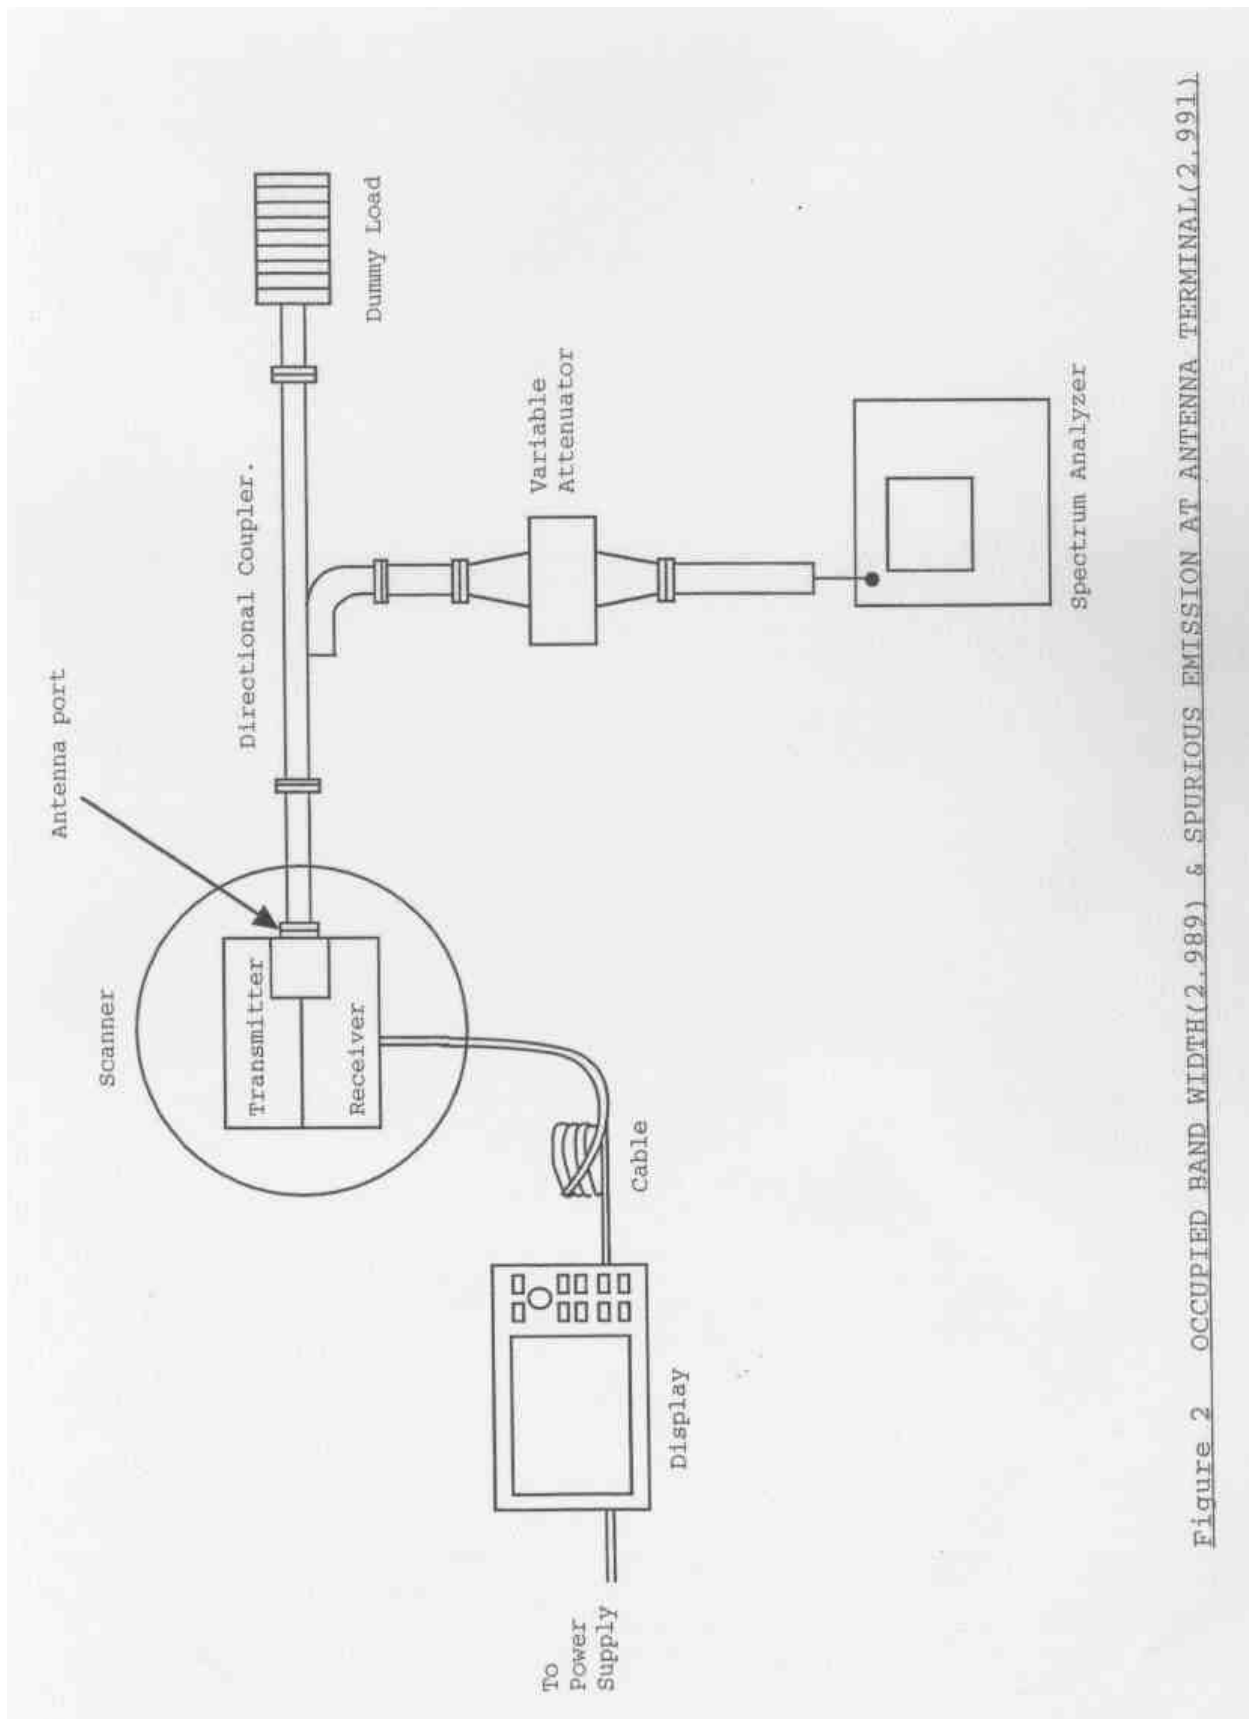 Antenna port
Scanner
Directional Coupler.
Dummy Load
Transmitter
Receiver
Variable
Attenuator
Cable
To
Power
Supply
Display
Spectrum Analyzer
Figure 2 OCCUPIED BAND WIDTH(2.989) & SPURIOUS EMISSION AT ANTENNA TERMINAL(2.991)